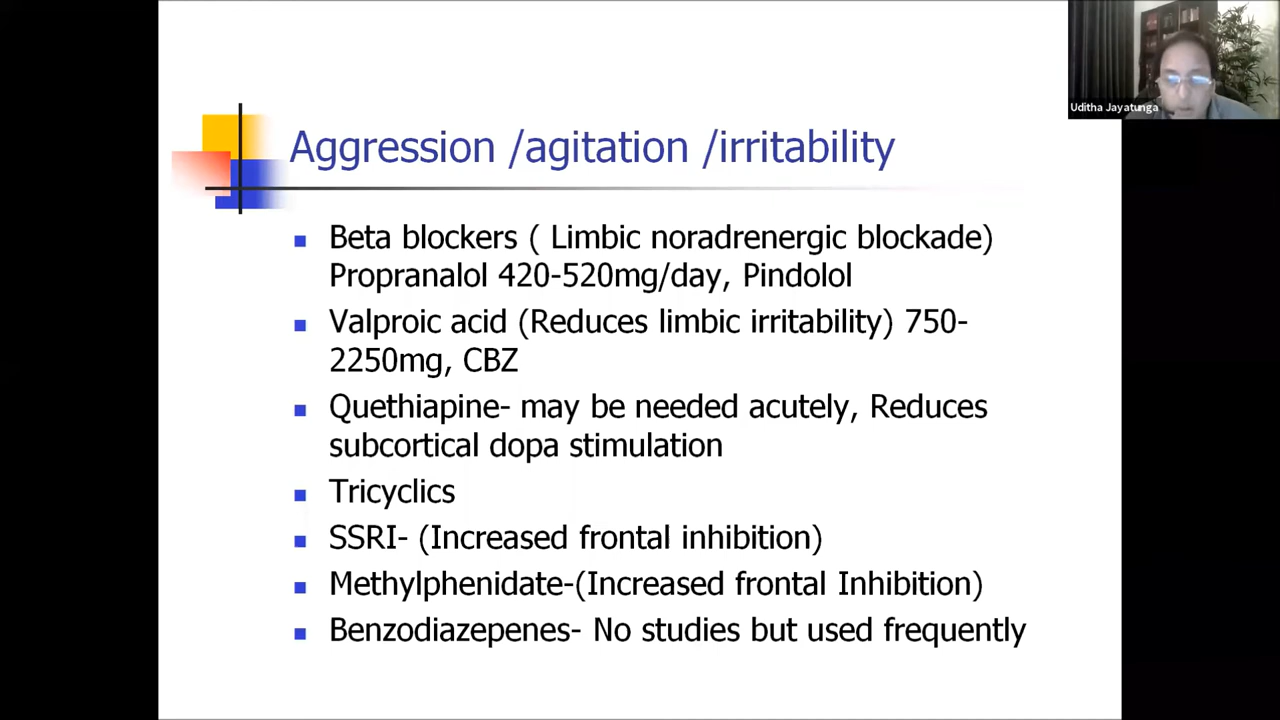 Uditha Jayatunga
Aggression /agitation /irritability
Beta blockers ( Limbic noradrenergic blockade)
Propranalol 420-520mg/day, Pindolol
Valproic acid (Reduces limbic irritability) 750-
2250mg, CBZ
Quethiapine- may be needed acutely, Reduces
subcortical dopa stimulation
Tricyclics
SSRI- (Increased frontal inhibition)
Methylphenidate-(Increased frontal Inhibition)
Benzodiazepenes- No studies but used frequently